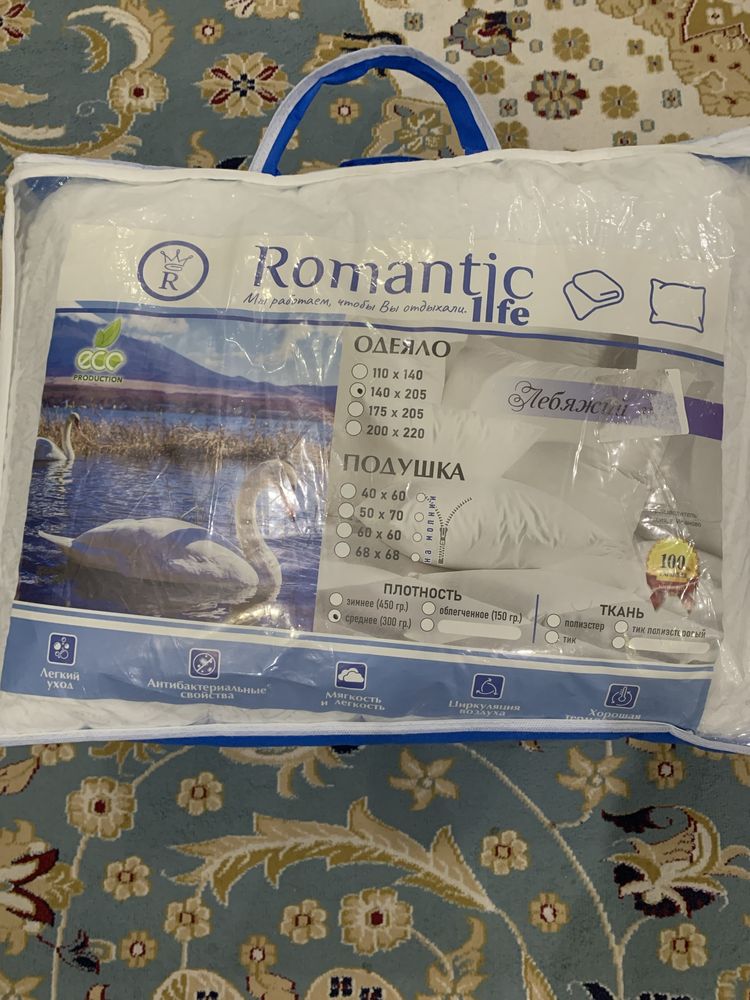 R
Romantic
life
Мы работаем, чтобы Вы отдыхали.
eco
PRODUCTION
ОДЕЯЛО
110 x 140
140 x 205
175 x 205
200 x 220
Лебяжий
ПОДУШКА
40 x 60
50 x 70
60 x 60
68 x 68
на молнии
100
ПЛОТНОСТЬ
зимнее (450 гр.)
облегченное (150 гр.)
среднее (300 гр.)
ТКАНЬ
полиэстер
тик полиэстеровый
тик
Легкий
уход
Антибактериальные
свойства
Мягкость
и легкость
Циркуляция
воздуха
Хорошая